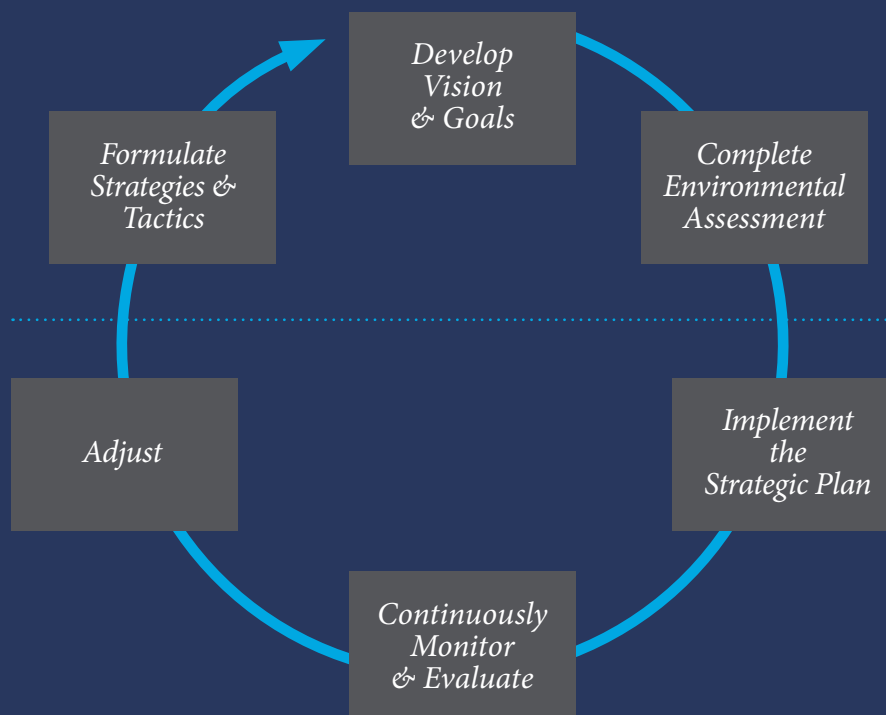 Develop
Vision
& Goals
Complete
Environmental
Assessment
Implement
the
Strategic Plan
Continuously
Monitor
& Evaluate
Adjust
Formulate
Strategies &
Tactics